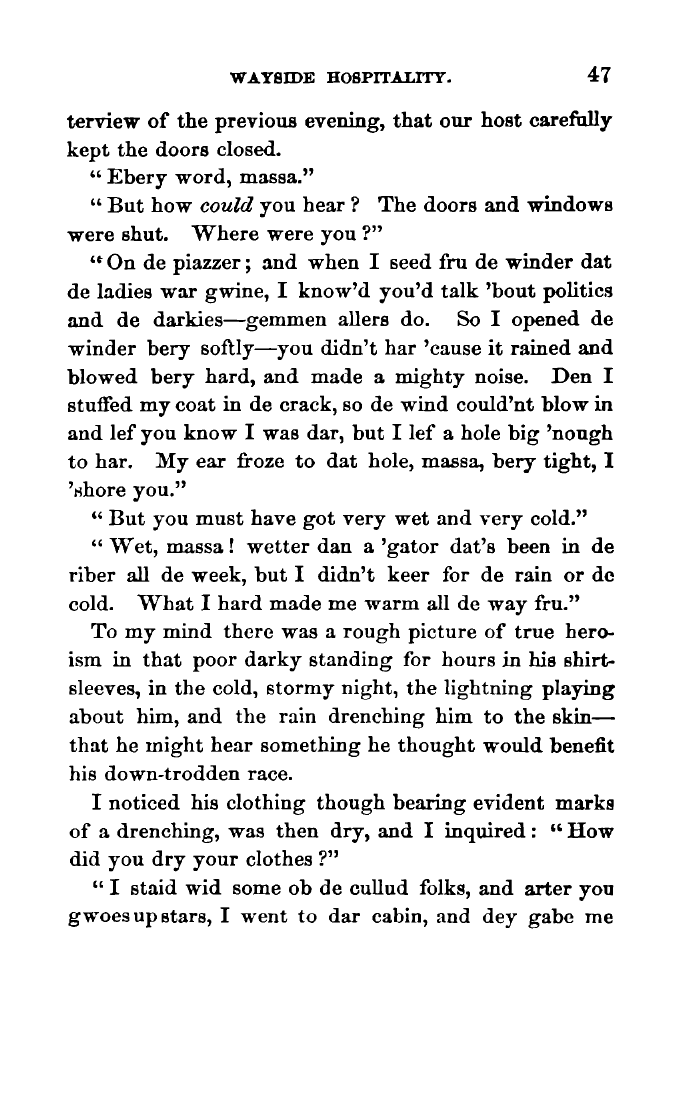 WAYSIDE HOSPITALITY. 47
terview of the previous evening, that our host carefully
kept the doors closed.
“ Ebery word, massa.”
“ But how could you hear ? The doors and windows
were shut. Where were you ?”
“On de piazzer ; and when I seed fru de winder dat
de ladies war gwine, I know’d you’d talk ’bout politics
and de darkies—gemmen allers do. So I opened de
winder bery softly—you didn’t har ’cause it rained and
blowed bery hard, and made a mighty noise. Den I
stuffed my coat in de crack, so de wind could’nt blow in
and lef you know I was dar, but I lef a hole big ’nough
to har. My ear froze to dat hole, massa, bery tight, I
’shore you.”
“ But you must have got very wet and very cold.”
“ Wet, massa ! wetter dan a ’gator dat’s been in de
riber all de week, but I didn’t keer for de rain or de
cold. What I hard made me warm all de way fru.”
To my mind there was a rough picture of true hero-
ism in that poor darky standing for hours in his shirt-
sleeves, in the cold, stormy night, the lightning playing
about him, and the rain drenching him to the skin—
that he might hear something he thought would benefit
his down-trodden race.
I noticed his clothing though bearing evident marks
of a drenching, was then dry, and I inquired : “ How
did you dry your clothes ?”
“ I staid wid some ob de cullud folks, and arter you
gwoes up stars, I went to dar cabin, and dey gabe me